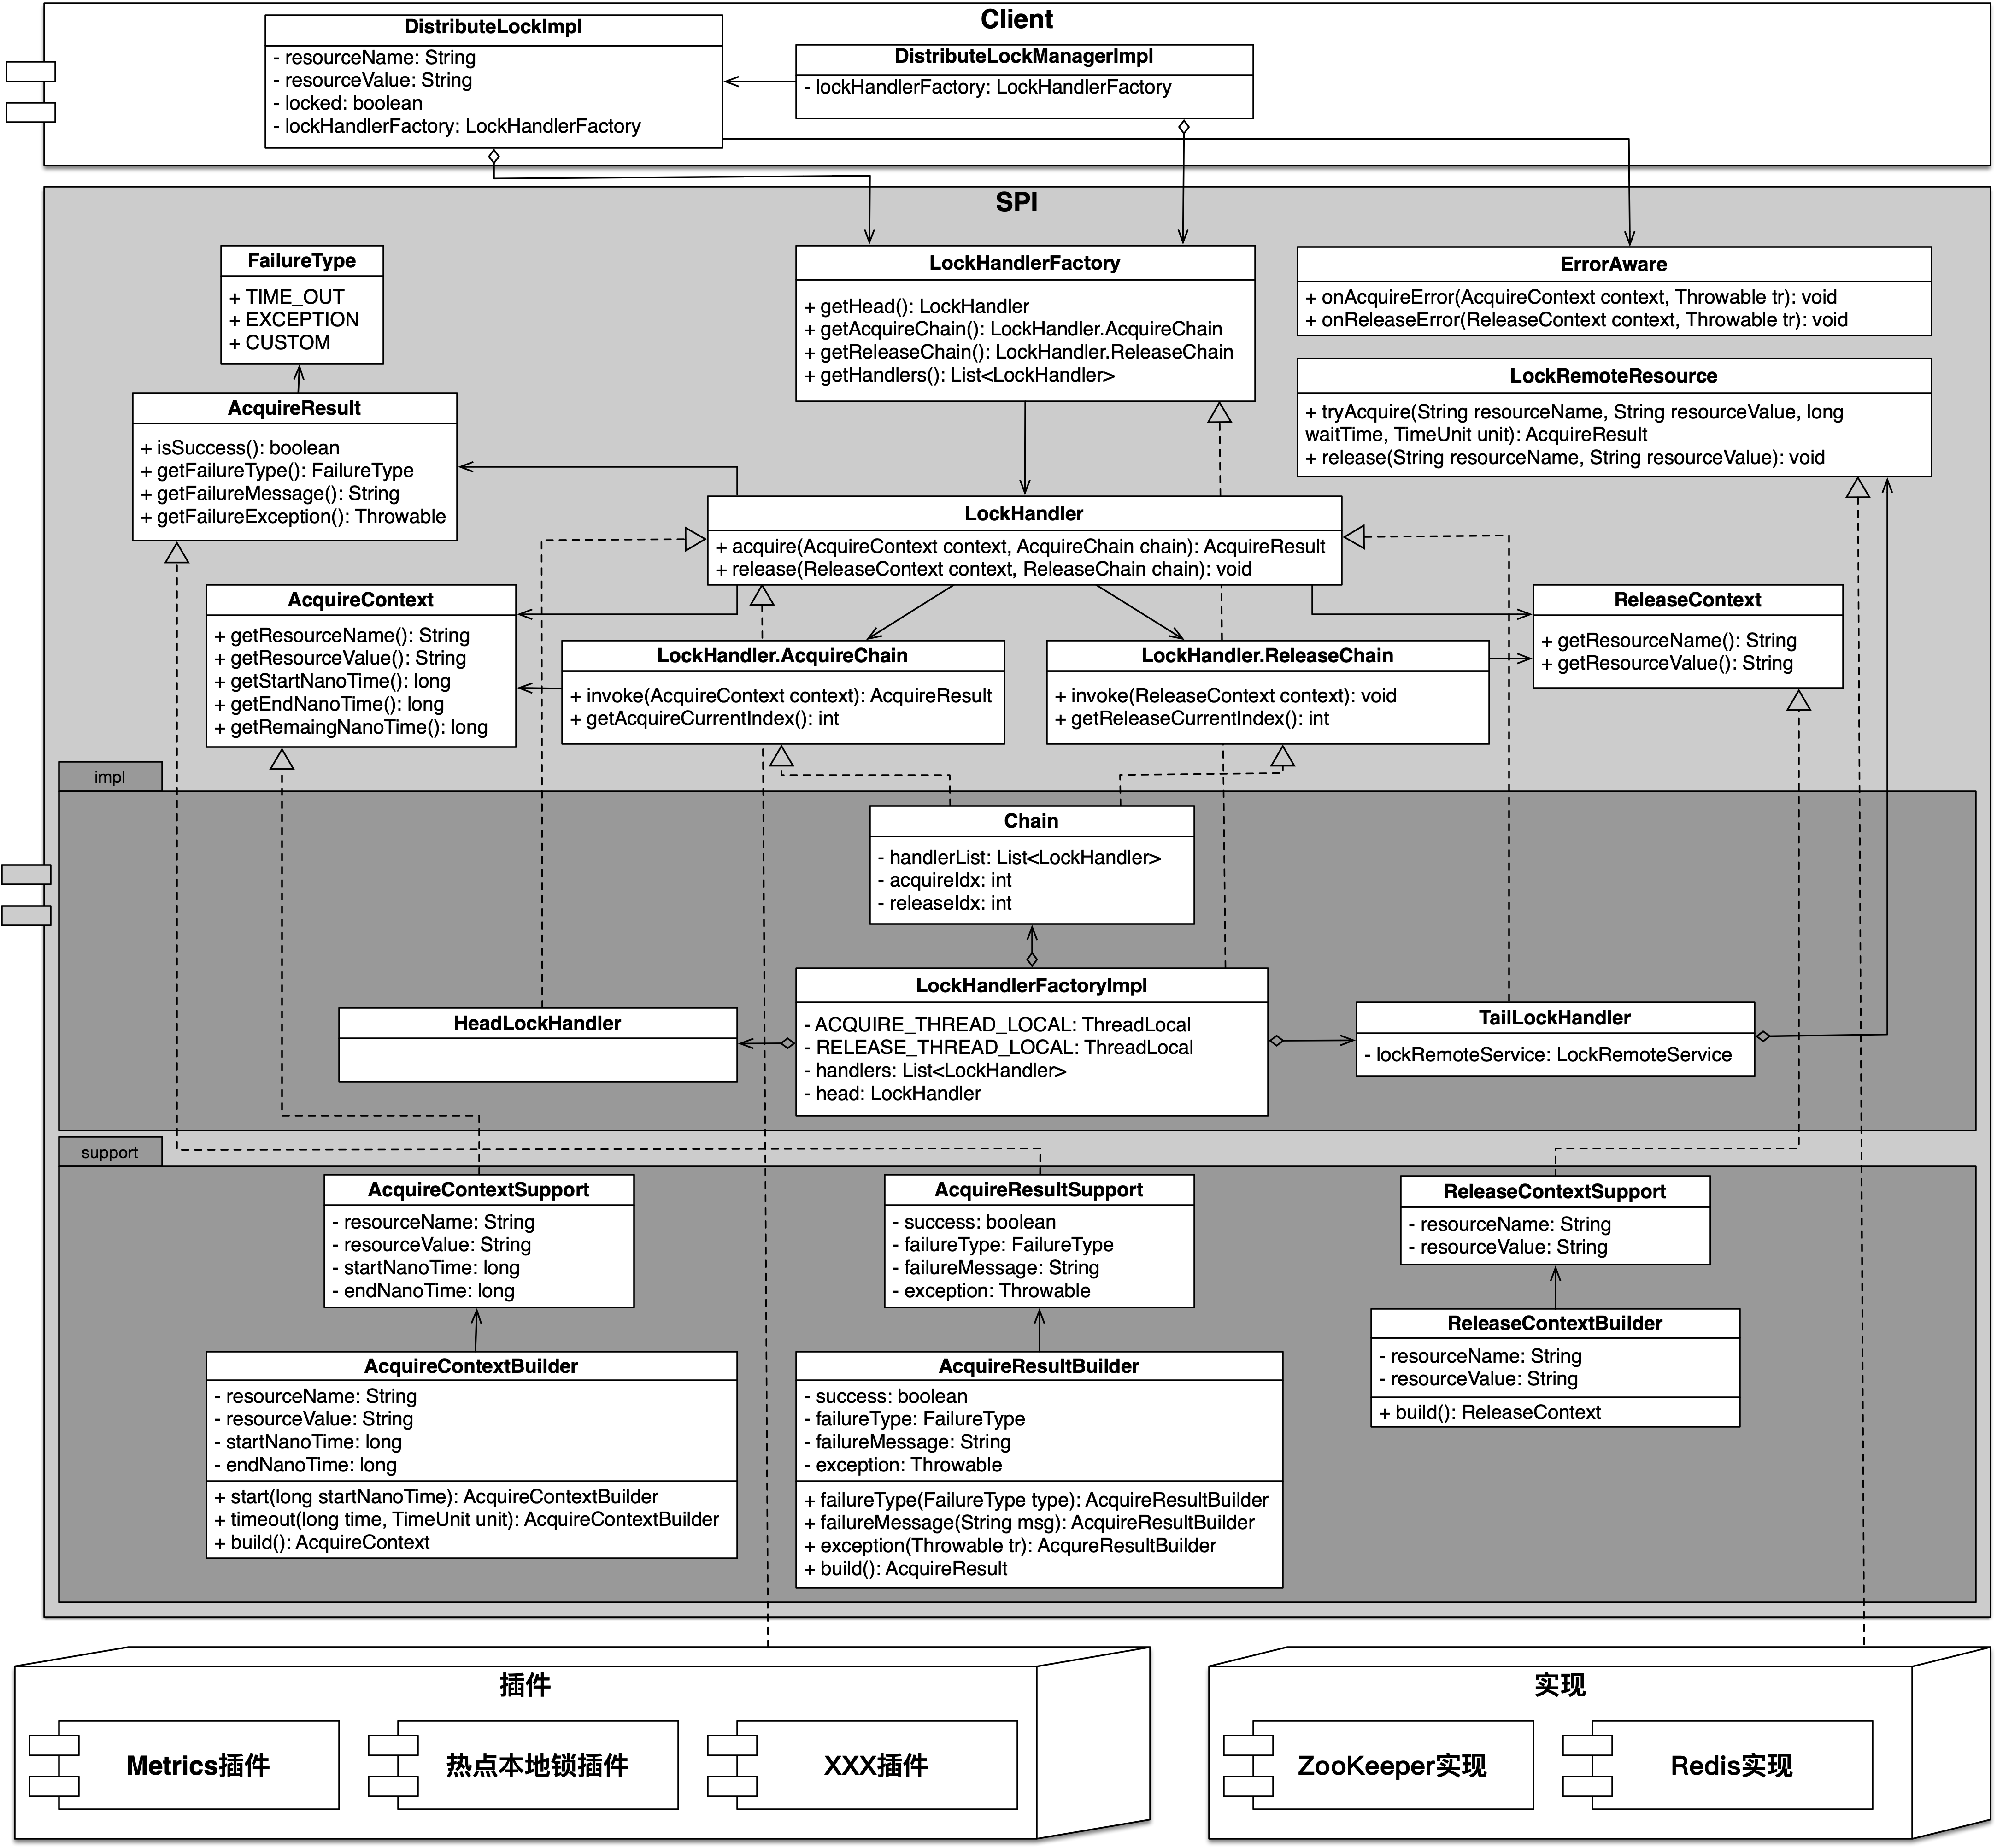 Client
DistributeLockImpl
- resourceName: String
- resourceValue: String
- locked: boolean
- lockHandlerFactory: LockHandlerFactory
DistributeLockManagerImpl
- lockHandlerFactory: LockHandlerFactory
SPI
FailureType
+ TIME_OUT
+ EXCEPTION
+ CUSTOM
LockHandlerFactory
+ getHead(): LockHandler
+ getAcquireChain(): LockHandler.AcquireChain
+ getReleaseChain(): LockHandler.ReleaseChain
+ getHandlers(): List<LockHandler>
ErrorAware
+ onAcquireError(AcquireContext context, Throwable tr): void
+ onReleaseError(ReleaseContext context, Throwable tr): void
LockRemoteResource
+ tryAcquire(String resourceName, String resourceValue, long
waitTime, TimeUnit unit): AcquireResult
+ release(String resourceName, String resourceValue): void
AcquireResult
+ isSuccess(): boolean
+ getFailureType(): FailureType
+ getFailureMessage(): String
+ getFailureException(): Throwable
LockHandler
+ acquire(AcquireContext context, AcquireChain chain): AcquireResult
+ release(ReleaseContext context, ReleaseChain chain): void
AcquireContext
+ getResourceName(): String
+ getResourceValue(): String
+ getStartNanoTime(): long
+ getEndNanoTime(): long
+ getRemaingNanoTime(): long
LockHandler.AcquireChain
+ invoke(AcquireContext context): AcquireResult
+ getAcquireCurrentIndex(): int
LockHandler.ReleaseChain
+ invoke(ReleaseContext context): void
+ getReleaseCurrentIndex(): int
ReleaseContext
+ getResourceName(): String
+ getResourceValue(): String
impl
Chain
- handlerList: List<LockHandler>
- acquireIdx: int
- releaseIdx: int
HeadLockHandler
LockHandlerFactoryImpl
- ACQUIRE_THREAD_LOCAL: ThreadLocal
- RELEASE_THREAD_LOCAL: ThreadLocal
- handlers: List<LockHandler>
- head: LockHandler
TailLockHandler
- lockRemoteService: LockRemoteService
support
AcquireContextSupport
- resourceName: String
- resourceValue: String
- startNanoTime: long
- endNanoTime: long
AcquireResultSupport
- success: boolean
- failureType: FailureType
- failureMessage: String
- exception: Throwable
ReleaseContextSupport
- resourceName: String
- resourceValue: String
AcquireContextBuilder
- resourceName: String
- resourceValue: String
- startNanoTime: long
- endNanoTime: long
+ start(long startNanoTime): AcquireContextBuilder
+ timeout(long time, TimeUnit unit): AcquireContextBuilder
+ build(): AcquireContext
AcquireResultBuilder
- success: boolean
- failureType: FailureType
- failureMessage: String
- exception: Throwable
+ failureType(FailureType type): AcquireResultBuilder
+ failureMessage(String msg): AcquireResultBuilder
+ exception(Throwable tr): AcqureResultBuilder
+ build(): AcquireResult
ReleaseContextBuilder
- resourceName: String
- resourceValue: String
+ build(): ReleaseContext
插件
Metrics插件
热点本地锁插件
XXX插件
实现
ZooKeeper实现
Redis实现